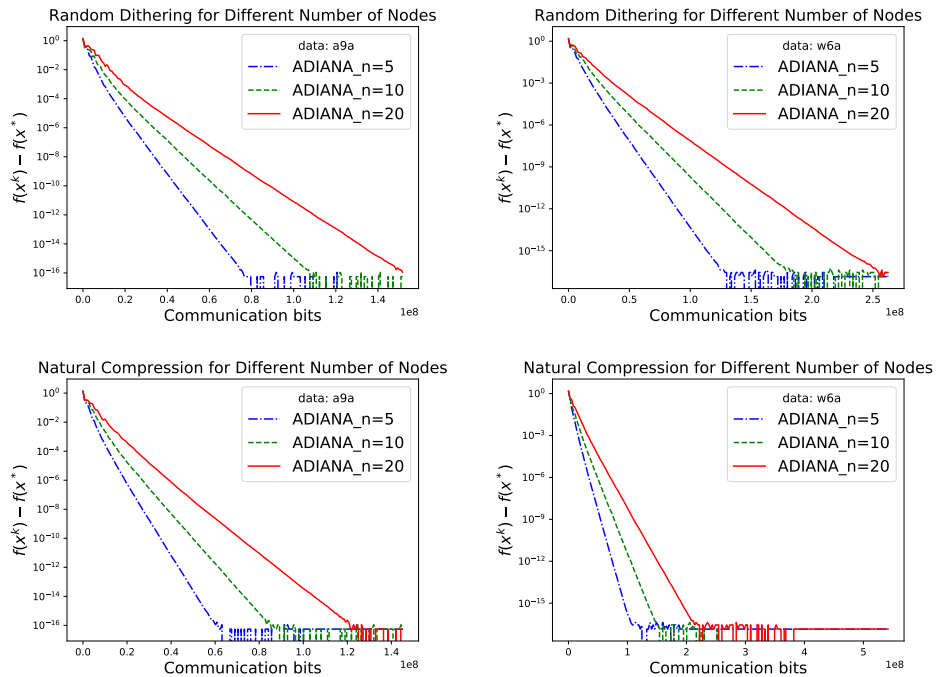 Random Dithering for Different Number of Nodes
data: a9a
ADIANA_n=5
ADIANA_n=10
ADIANA_n=20
10⁰
10⁻²
10⁻⁴
10⁻⁶
10⁻⁸
10⁻¹⁰
10⁻¹²
10⁻¹⁴
10⁻¹⁶
f(xᵏ) − f(x*)
0.0 0.2 0.4 0.6 0.8 1.0 1.2 1.4
1e8
Communication bits
Random Dithering for Different Number of Nodes
data: w6a
ADIANA_n=5
ADIANA_n=10
ADIANA_n=20
10⁰
10⁻³
10⁻⁶
10⁻⁹
10⁻¹²
10⁻¹⁵
f(xᵏ) − f(x*)
0.0 0.5 1.0 1.5 2.0 2.5
1e8
Communication bits
Natural Compression for Different Number of Nodes
data: a9a
ADIANA_n=5
ADIANA_n=10
ADIANA_n=20
10⁰
10⁻²
10⁻⁴
10⁻⁶
10⁻⁸
10⁻¹⁰
10⁻¹²
10⁻¹⁴
10⁻¹⁶
f(xᵏ) − f(x*)
0.0 0.2 0.4 0.6 0.8 1.0 1.2 1.4
1e8
Communication bits
Natural Compression for Different Number of Nodes
data: w6a
ADIANA_n=5
ADIANA_n=10
ADIANA_n=20
10⁰
10⁻³
10⁻⁶
10⁻⁹
10⁻¹²
10⁻¹⁵
f(xᵏ) − f(x*)
0 1 2 3 4 5
1e8
Communication bits